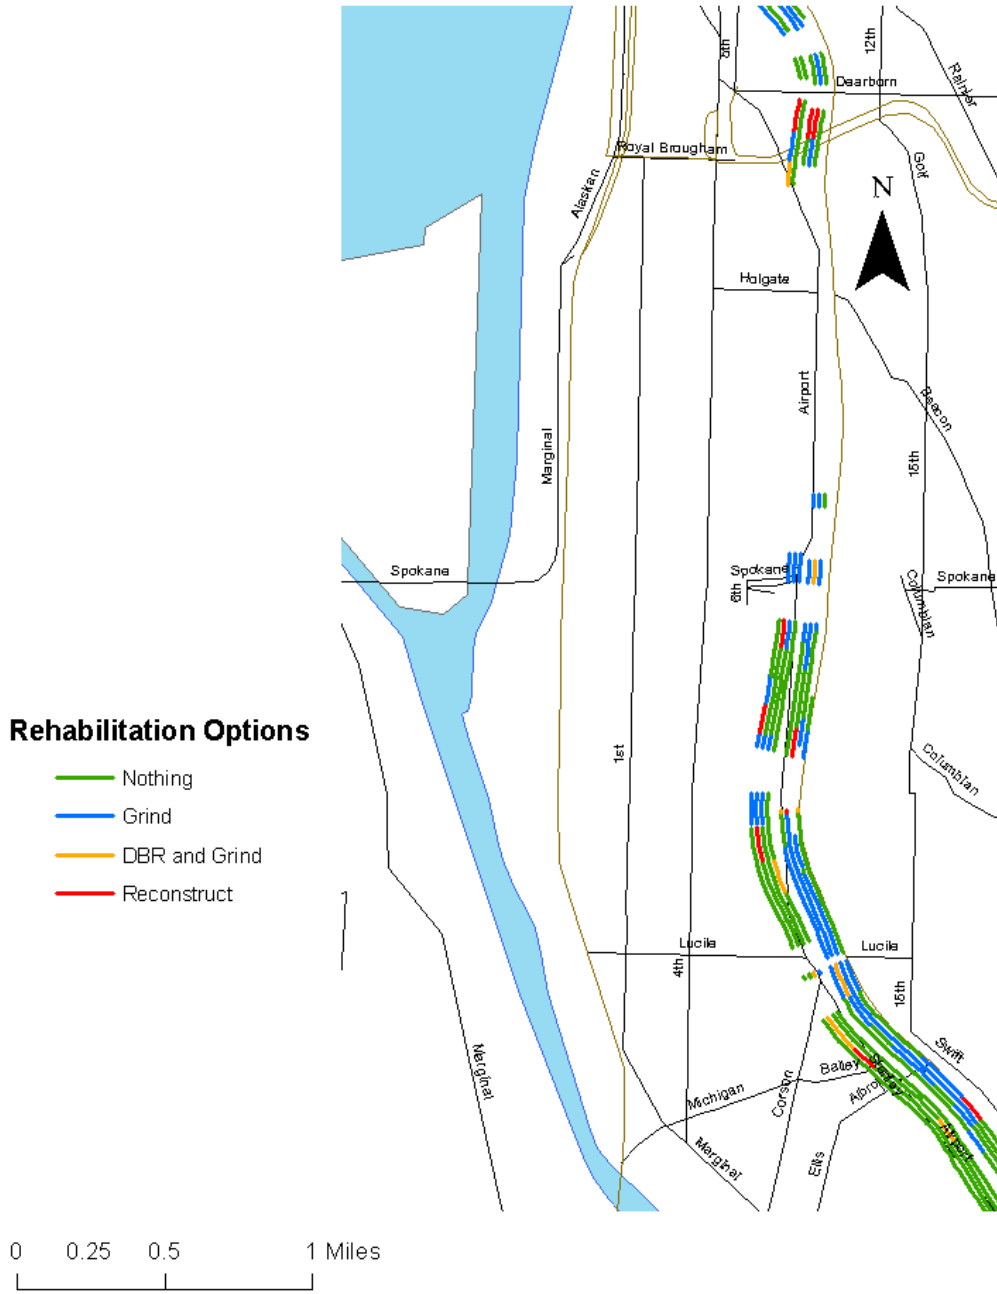 6th
12th
Rainier
Dearborn
Royal Brougham
Golf
Alaskan
N
Holgate
Airport
Beacon
Marginal
15th
Spokane
Spokane
Spokane
6th
Columbian
Rehabilitation Options
Nothing
Grind
DBR and Grind
Reconstruct
1st
Columbian
Lucile
Lucile
4th
15th
Swift
Marginal
Bailey
Stanley
Michigan
Corson
Albro
Airport
Marginal
Ellis
0 0.25 0.5 1 Miles